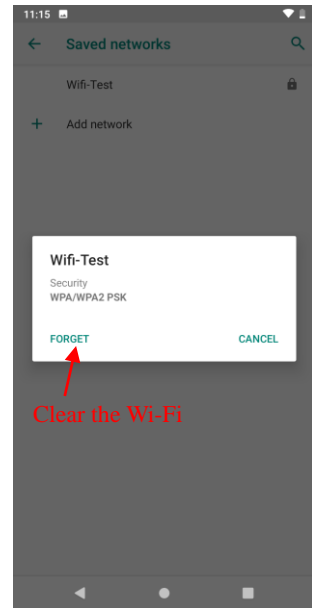 11:15
Saved networks
Wifi-Test
+ Add network
Wifi-Test
Security
WPA/WPA2 PSK
FORGET CANCEL
Clear the Wi-Fi